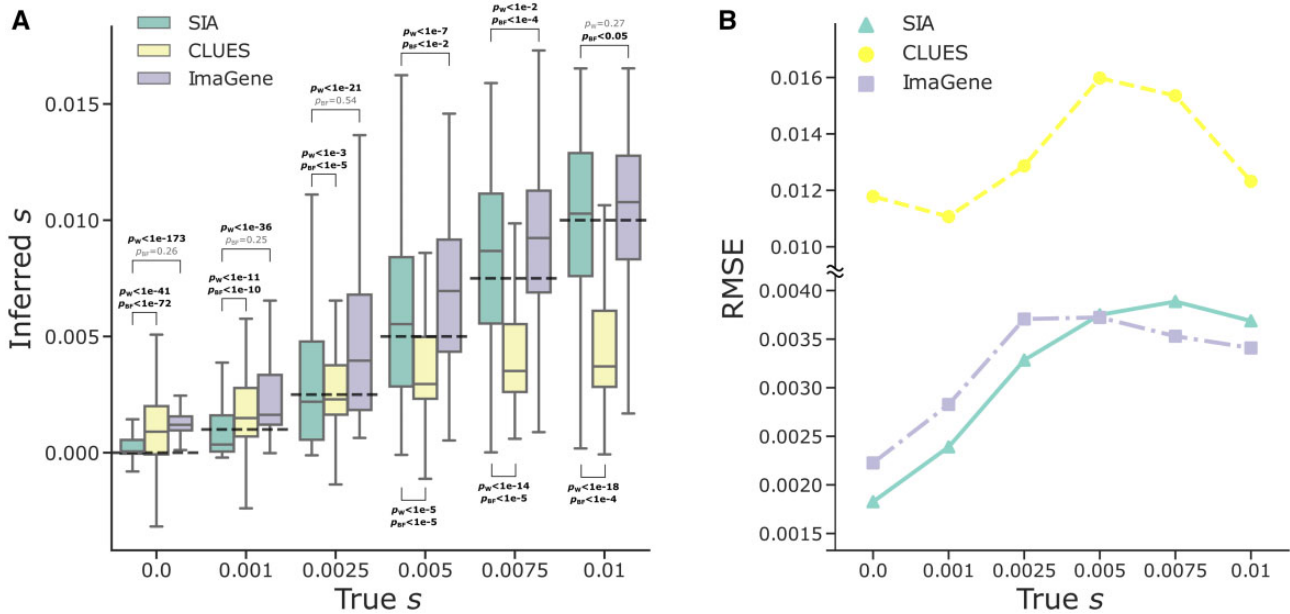 A
SIA
CLUES
ImaGene
Inferred s
0.015
0.010
0.005
0.000
p_W<1e-173
p_BF=0.26
p_W<1e-41
p_BF<1e-72
p_W<1e-36
p_BF=0.25
p_W<1e-11
p_BF<1e-10
p_W<1e-21
p_BF=0.54
p_W<1e-3
p_BF<1e-5
p_W<1e-7
p_BF<1e-2
p_W<1e-5
p_BF<1e-5
p_W<1e-2
p_BF<1e-4
p_W<1e-14
p_BF<1e-5
p_W=0.27
p_BF<0.05
p_W<1e-18
p_BF<1e-4
0.0 0.001 0.0025 0.005 0.0075 0.01
True s
B
SIA
CLUES
ImaGene
RMSE
0.016
0.014
0.012
0.010
0.0040
0.0035
0.0030
0.0025
0.0020
0.0015
0.0 0.001 0.0025 0.005 0.0075 0.01
True s